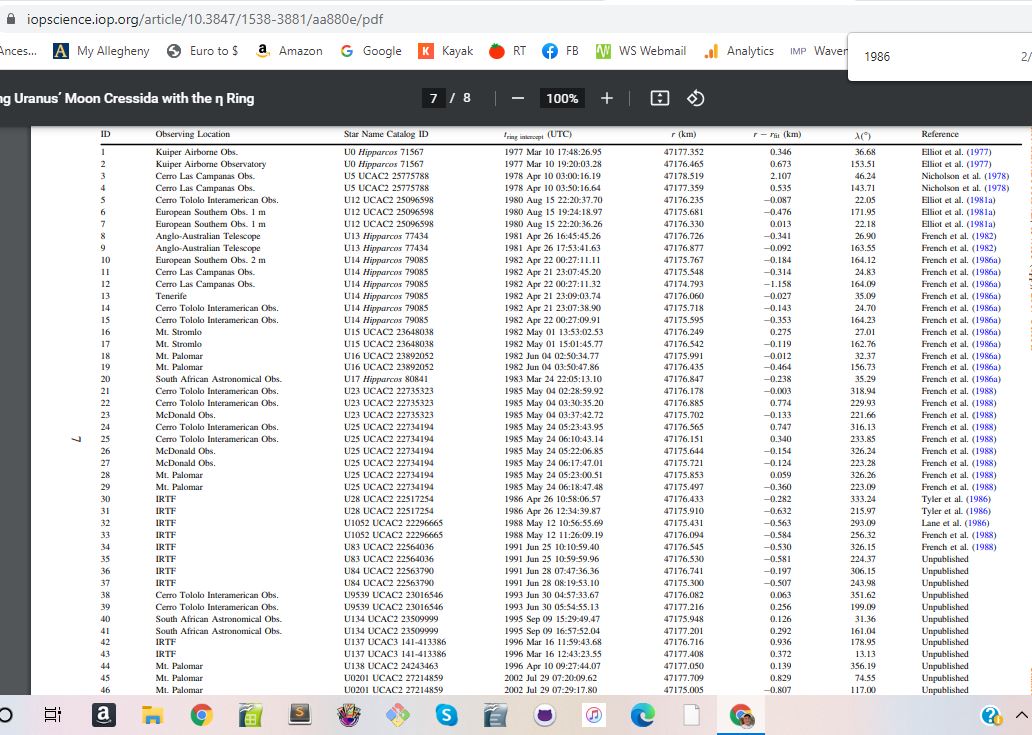 iopscience.iop.org/article/10.3847/1538-3881/aa880e/pdf
Ances... A My Allegheny Euro to $ a Amazon G Google K Kayak RT FB W WS Webmail Analytics IMP Waver
1986 2/
ng Uranus' Moon Cressida with the η Ring 7 / 8 100%
ID Observing Location Star Name Catalog ID t ring intercept (UTC) r (km) r − rfit (km) λ(°) Reference
1 Kuiper Airborne Obs. U0 Hipparcos 71567 1977 Mar 10 17:48:26.95 47177.352 0.346 36.68 Elliot et al. (1977)
2 Kuiper Airborne Observatory U0 Hipparcos 71567 1977 Mar 10 19:20:03.28 47176.465 0.673 153.51 Elliot et al. (1977)
3 Cerro Las Campanas Obs. U5 UCAC2 25775788 1978 Apr 10 03:00:16.19 47178.519 2.107 46.24 Nicholson et al. (1978)
4 Cerro Las Campanas Obs. U5 UCAC2 25775788 1978 Apr 10 03:50:16.64 47177.359 0.535 143.71 Nicholson et al. (1978)
5 Cerro Tololo Interamerican Obs. U12 UCAC2 25096598 1980 Aug 15 22:20:37.70 47176.235 −0.087 22.05 Elliot et al. (1981a)
6 European Southern Obs. 1 m U12 UCAC2 25096598 1980 Aug 15 19:24:18.97 47175.681 −0.476 171.95 Elliot et al. (1981a)
7 European Southern Obs. 1 m U12 UCAC2 25096598 1980 Aug 15 22:20:36.26 47176.330 0.013 22.18 Elliot et al. (1981a)
8 Anglo-Australian Telescope U13 Hipparcos 77434 1981 Apr 26 16:45:45.26 47176.726 −0.341 26.90 French et al. (1982)
9 Anglo-Australian Telescope U13 Hipparcos 77434 1981 Apr 26 17:53:41.63 47176.877 −0.092 163.55 French et al. (1982)
10 European Southern Obs. 2 m U14 Hipparcos 79085 1982 Apr 22 00:27:11.11 47175.767 −0.184 164.12 French et al. (1986a)
11 Cerro Las Campanas Obs. U14 Hipparcos 79085 1982 Apr 21 23:07:45.20 47175.548 −0.314 24.83 French et al. (1986a)
12 Cerro Las Campanas Obs. U14 Hipparcos 79085 1982 Apr 22 00:27:11.32 47174.793 −1.158 164.09 French et al. (1986a)
13 Tenerife U14 Hipparcos 79085 1982 Apr 21 23:09:03.74 47176.060 −0.027 35.09 French et al. (1986a)
14 Cerro Tololo Interamerican Obs. U14 Hipparcos 79085 1982 Apr 21 23:07:38.90 47175.718 −0.143 24.70 French et al. (1986a)
15 Cerro Tololo Interamerican Obs. U14 Hipparcos 79085 1982 Apr 22 00:27:09.91 47175.595 −0.353 164.23 French et al. (1986a)
16 Mt. Stromlo U15 UCAC2 23648038 1982 May 01 13:53:02.53 47176.249 0.275 27.01 French et al. (1986a)
17 Mt. Stromlo U15 UCAC2 23648038 1982 May 01 15:01:45.77 47176.542 −0.119 162.76 French et al. (1986a)
18 Mt. Palomar U16 UCAC2 23892052 1982 Jun 04 02:50:34.77 47175.991 −0.012 32.37 French et al. (1986a)
19 Mt. Palomar U16 UCAC2 23892052 1982 Jun 04 03:50:47.86 47176.435 −0.464 156.73 French et al. (1986a)
20 South African Astronomical Obs. U17 Hipparcos 80841 1983 Mar 24 22:05:13.10 47176.847 −0.238 35.29 French et al. (1986a)
21 Cerro Tololo Interamerican Obs. U23 UCAC2 22735323 1985 May 04 02:28:59.92 47176.178 −0.003 318.94 French et al. (1988)
22 Cerro Tololo Interamerican Obs. U23 UCAC2 22735323 1985 May 04 03:30:35.20 47176.885 0.774 229.93 French et al. (1988)
23 McDonald Obs. U23 UCAC2 22735323 1985 May 04 03:37:42.72 47175.702 −0.133 221.66 French et al. (1988)
24 Cerro Tololo Interamerican Obs. U25 UCAC2 22734194 1985 May 24 05:23:43.95 47176.565 0.747 316.13 French et al. (1988)
7
25 Cerro Tololo Interamerican Obs. U25 UCAC2 22734194 1985 May 24 06:10:43.14 47176.151 0.340 233.85 French et al. (1988)
26 McDonald Obs. U25 UCAC2 22734194 1985 May 24 05:22:06.85 47175.644 −0.154 326.24 French et al. (1988)
27 McDonald Obs. U25 UCAC2 22734194 1985 May 24 06:17:47.01 47175.721 −0.124 223.28 French et al. (1988)
28 Mt. Palomar U25 UCAC2 22734194 1985 May 24 05:23:00.51 47175.853 0.059 326.26 French et al. (1988)
29 Mt. Palomar U25 UCAC2 22734194 1985 May 24 06:18:47.48 47175.497 −0.360 223.09 French et al. (1988)
30 IRTF U28 UCAC2 22517254 1986 Apr 26 10:58:06.57 47176.433 −0.282 333.24 Tyler et al. (1986)
31 IRTF U28 UCAC2 22517254 1986 Apr 26 12:34:39.87 47175.910 −0.632 215.97 Tyler et al. (1986)
32 IRTF U1052 UCAC2 22296665 1988 May 12 10:56:55.69 47175.431 −0.563 293.09 Lane et al. (1986)
33 IRTF U1052 UCAC2 22296665 1988 May 12 11:26:09.19 47176.094 −0.584 256.32 French et al. (1988)
34 IRTF U83 UCAC2 22564036 1991 Jun 25 10:10:59.40 47176.545 −0.530 326.15 French et al. (1988)
35 IRTF U83 UCAC2 22564036 1991 Jun 25 10:59:59.96 47176.530 −0.581 224.37 Unpublished
36 IRTF U84 UCAC2 22563790 1991 Jun 28 07:47:36.36 47176.741 −0.197 306.15 Unpublished
37 IRTF U84 UCAC2 22563790 1991 Jun 28 08:19:53.10 47175.300 −0.507 243.98 Unpublished
38 Cerro Tololo Interamerican Obs. U9539 UCAC2 23016546 1993 Jun 30 04:57:33.67 47176.082 0.063 351.62 Unpublished
39 Cerro Tololo Interamerican Obs. U9539 UCAC2 23016546 1993 Jun 30 05:54:55.13 47177.216 0.256 199.09 Unpublished
40 South African Astronomical Obs. U134 UCAC2 23509999 1995 Sep 09 15:29:49.47 47175.948 0.126 31.36 Unpublished
41 South African Astronomical Obs. U134 UCAC2 23509999 1995 Sep 09 16:57:52.04 47177.201 0.292 161.04 Unpublished
42 IRTF U137 UCAC3 141-413386 1996 Mar 16 11:59:43.68 47176.716 0.936 178.95 Unpublished
43 IRTF U137 UCAC3 141-413386 1996 Mar 16 12:43:23.55 47177.408 0.372 13.13 Unpublished
44 Mt. Palomar U138 UCAC2 24243463 1996 Apr 10 09:27:44.07 47177.050 0.139 356.19 Unpublished
45 Mt. Palomar U0201 UCAC2 27214859 2002 Jul 29 07:20:09.62 47177.709 0.829 74.55 Unpublished
46 Mt. Palomar U0201 UCAC2 27214859 2002 Jul 29 07:29:17.80 47175.005 −0.807 117.00 Unpublished